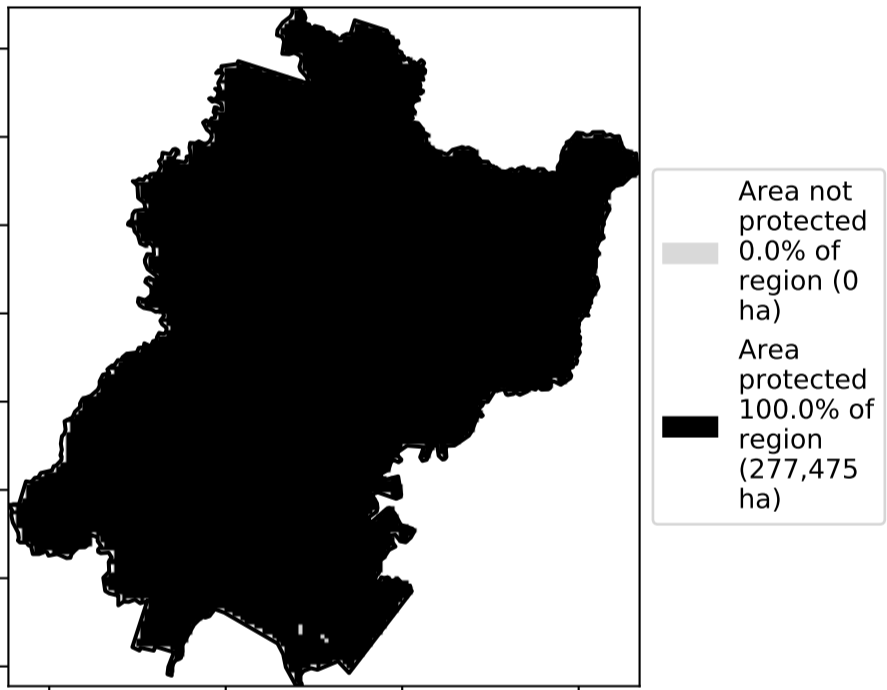 Area not
protected
0.0% of
region (0
ha)
Area
protected
100.0% of
region
(277,475
ha)